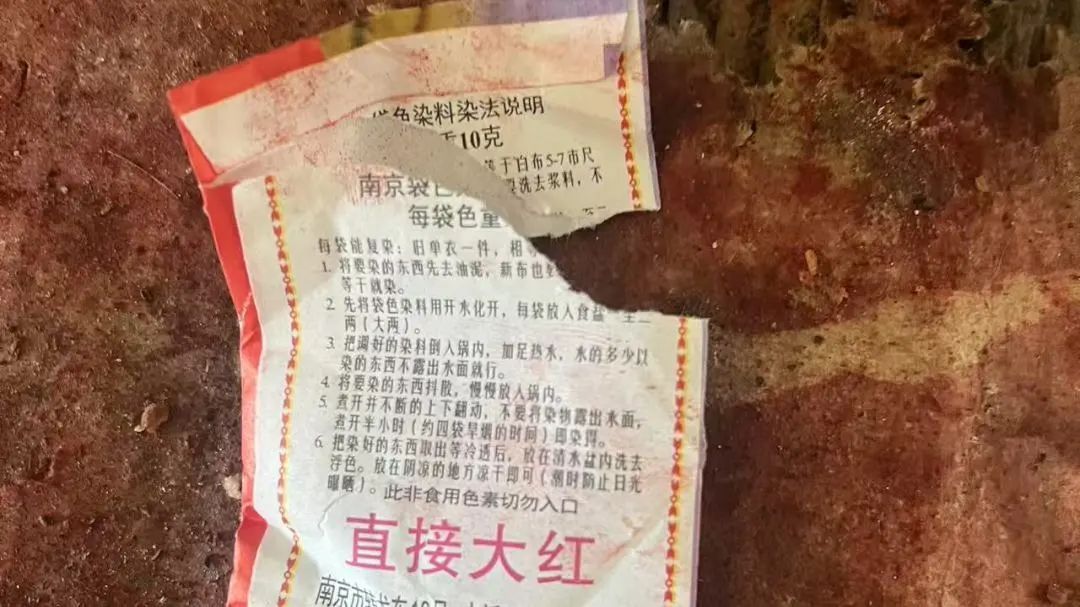 色染料染法说明
10克
等于白布5-7市尺
洗去浆料，不
南京袋
每袋色重
每袋能复染：旧单衣一件，相
1. 将要染的东西先去油泥，新布也
等干就染。
2. 先将袋色染料用开水化开，每袋放入食盐一至二
两（大两）。
3. 把调好的染料倒入锅内，加足热水，水的多少以
染的东西不露出水面就行。
4. 将要染的东西抖散，慢慢放入锅内。
5. 煮开并不断的上下翻动，不要将染物露出水面，
煮开半小时（约四袋旱烟的时间）即染得。
6. 把染好的东西取出等冷透后，放在清水盆内洗去
浮色。放在阴凉的地方凉干即可（潮时防止日光
曝晒）。此非食用色素切勿入口
直接大红
南京市